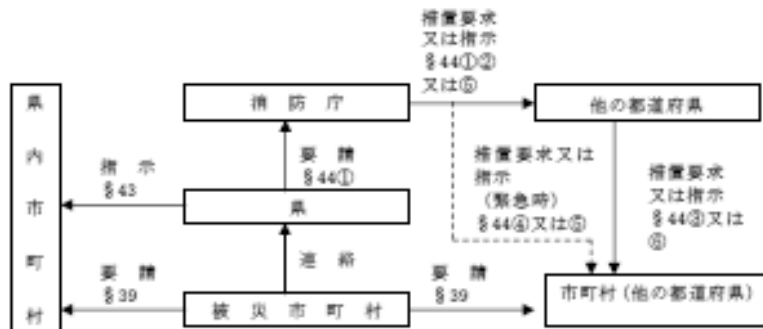 措置要求
又は指示
§44①②
又は⑤
消防庁
他の都道府県
県内市町村
指示
§43
要請
§44①
措置要求又は
指示
(緊急時)
§44④又は⑤
措置要求
又は指示
§44③又は
⑥
県
連絡
要請
§39
被災市町村
要請
§39
市町村(他の都道府県)